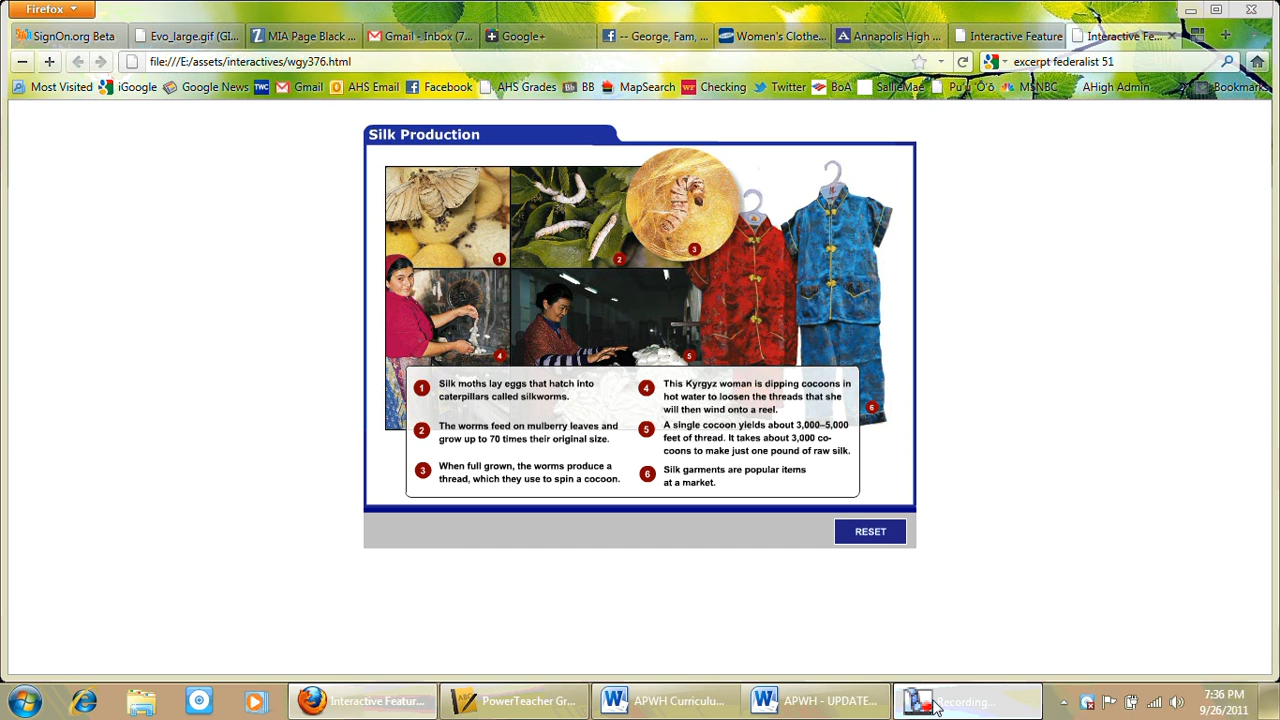 Firefox
SignOn.org Beta
Evo_large.gif (GI...
MIA Page Black ...
Gmail - Inbox (7...
Google+
-- George, Fam, ...
Women's Clothe...
Annapolis High ...
Interactive Feature
Interactive Fe...
file:///E:/assets/interactives/wgy376.html
excerpt federalist 51
Most Visited
iGoogle
Google News
TWC
Gmail
AHS Email
Facebook
AHS Grades
Bb BB
MapSearch
WF Checking
Twitter
BoA
SallieMae
Pu'u 'Ō'ō
MSNBC
AHigh Admin
Bookmarks
Silk Production
1
2
3
4
5
6
1 Silk moths lay eggs that hatch into
caterpillars called silkworms.
2 The worms feed on mulberry leaves and
grow up to 70 times their original size.
3 When full grown, the worms produce a
thread, which they use to spin a cocoon.
4 This Kyrgyz woman is dipping cocoons in
hot water to loosen the threads that she
will then wind onto a reel.
5 A single cocoon yields about 3,000–5,000
feet of thread. It takes about 3,000 co-
coons to make just one pound of raw silk.
6 Silk garments are popular items
at a market.
RESET
Interactive Featur...
PowerTeacher Gr...
APWH Curriculu...
APWH - UPDATE...
Recording...
7:36 PM
9/26/2011